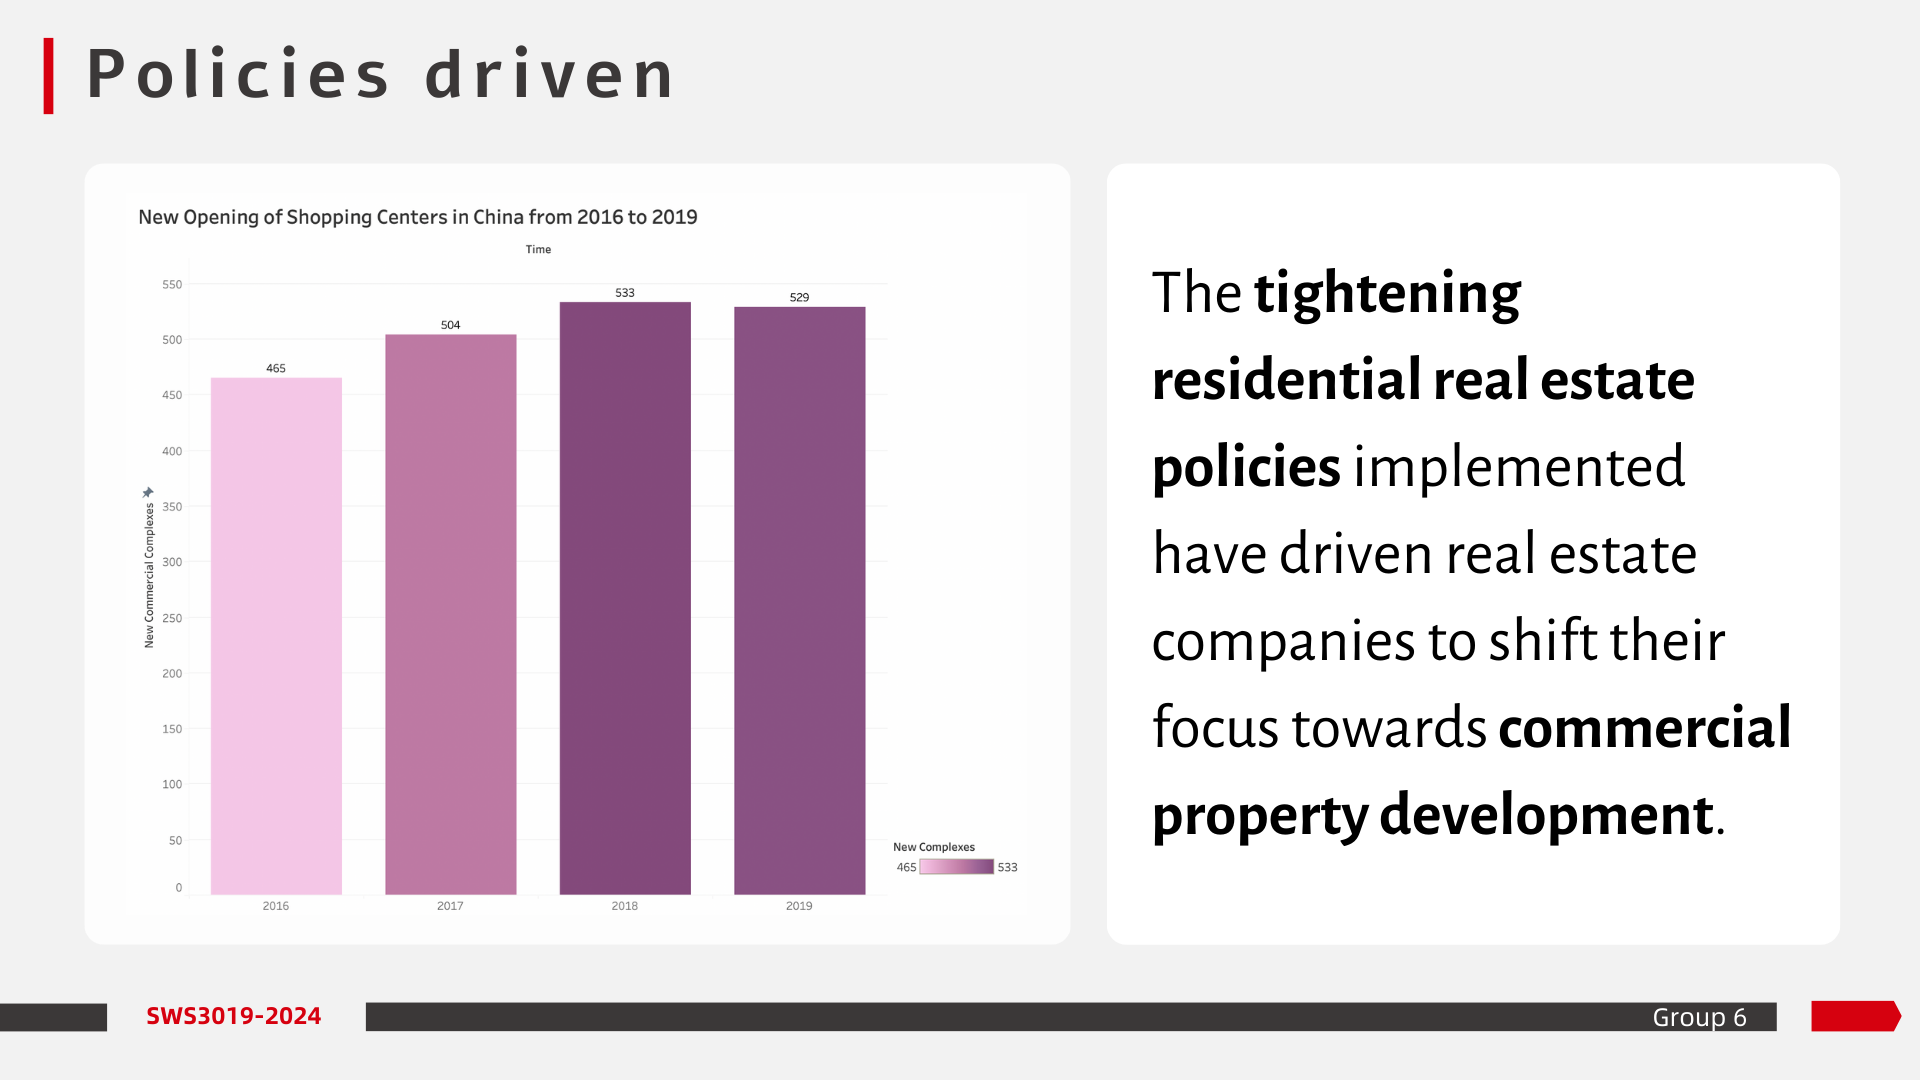 Policies driven
New Opening of Shopping Centers in China from 2016 to 2019
Time
New Commercial Complexes
550
500
450
400
350
300
250
200
150
100
50
0
465
504
533
529
2016
2017
2018
2019
New Complexes
465
533
The tightening
residential real estate
policies implemented
have driven real estate
companies to shift their
focus towards commercial
property development.
SWS3019-2024
Group 6